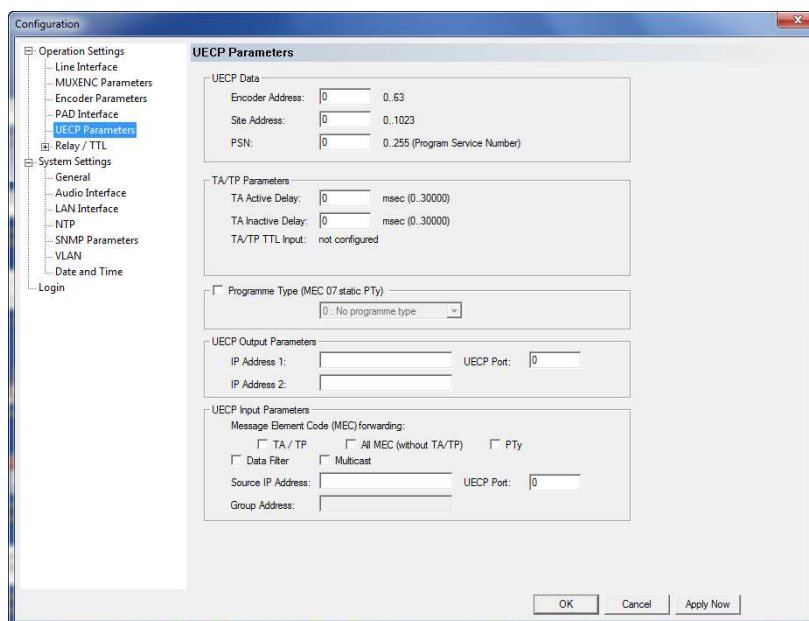 Configuration
Operation Settings
Line Interface
MUXENC Parameters
Encoder Parameters
PAD Interface
UECP Parameters
Relay / TTL
System Settings
General
Audio Interface
LAN Interface
NTP
SNMP Parameters
VLAN
Date and Time
Login
UECP Parameters
UECP Data
Encoder Address: 0 0..63
Site Address: 0 0..1023
PSN: 0 0..255 (Program Service Number)
TA/TP Parameters
TA Active Delay: 0 msec (0..30000)
TA Inactive Delay: 0 msec (0..30000)
TA/TP TTL Input: not configured
Programme Type (MEC 07 static PTy)
0 : No programme type
UECP Output Parameters
IP Address 1: UECP Port: 0
IP Address 2:
UECP Input Parameters
Message Element Code (MEC) forwarding:
TA / TP All MEC (without TA/TP) PTy
Data Filter Multicast
Source IP Address: UECP Port: 0
Group Address:
OK Cancel Apply Now